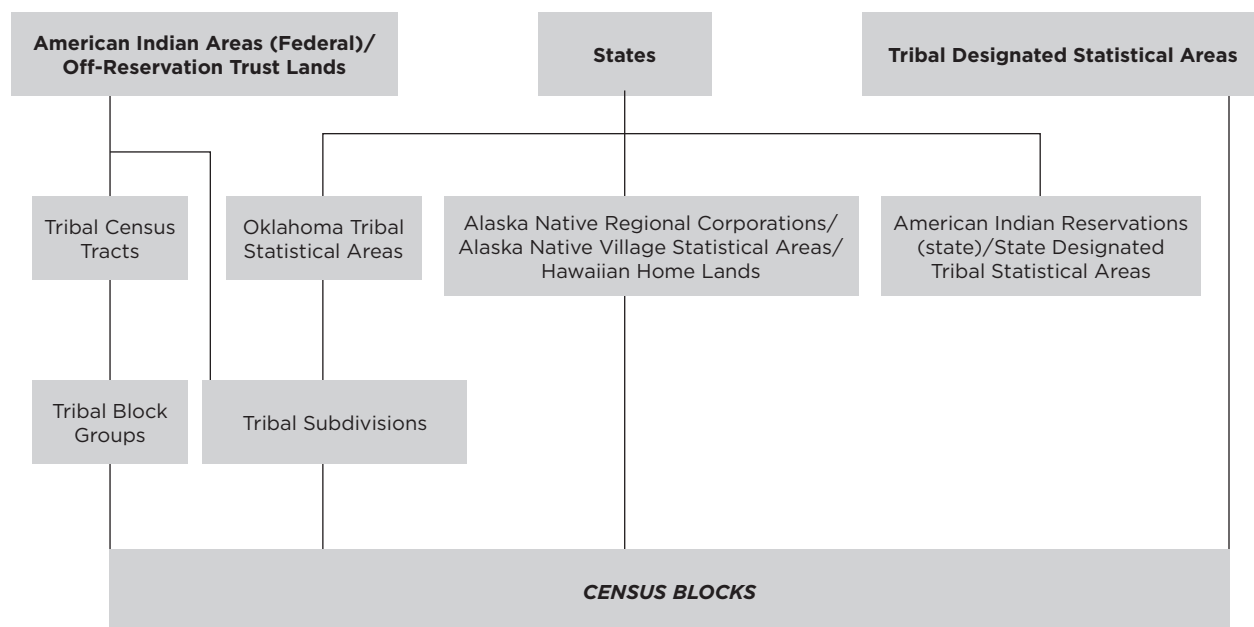 American Indian Areas (Federal)/
Off-Reservation Trust Lands
States
Tribal Designated Statistical Areas
Tribal Census
Tracts
Oklahoma Tribal
Statistical Areas
Alaska Native Regional Corporations/
Alaska Native Village Statistical Areas/
Hawaiian Home Lands
American Indian Reservations
(state)/State Designated
Tribal Statistical Areas
Tribal Block
Groups
Tribal Subdivisions
CENSUS BLOCKS